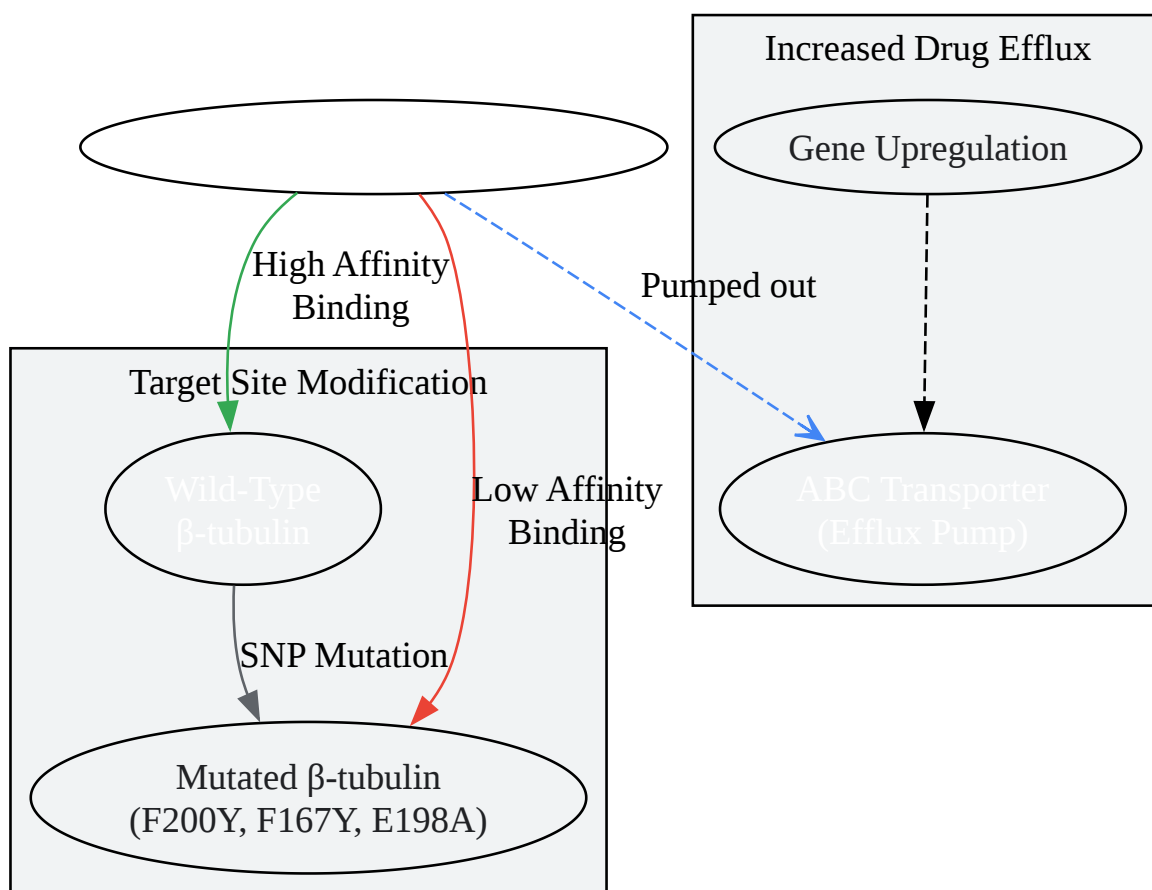 Increased Drug Efflux
Gene Upregulation
High Affinity
Binding
Pumped out
Target Site Modification
Wild-Type
β-tubulin
Low Affinity
Binding
ABC Transporter
(Efflux Pump)
SNP Mutation
Mutated β-tubulin
(F200Y, F167Y, E198A)